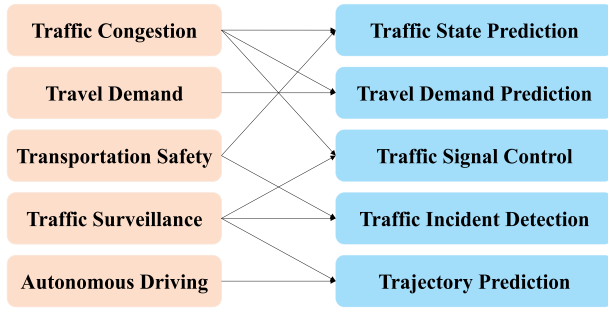 Traffic Congestion
Traffic State Prediction
Travel Demand
Travel Demand Prediction
Transportation Safety
Traffic Signal Control
Traffic Surveillance
Traffic Incident Detection
Autonomous Driving
Trajectory Prediction